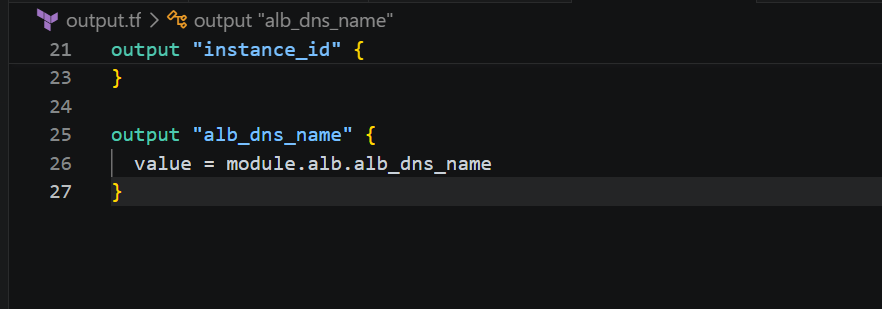 output.tf > output "alb_dns_name"
21 output "instance_id" {
23 }
24
25 output "alb_dns_name" {
26 value = module.alb.alb_dns_name
27 }